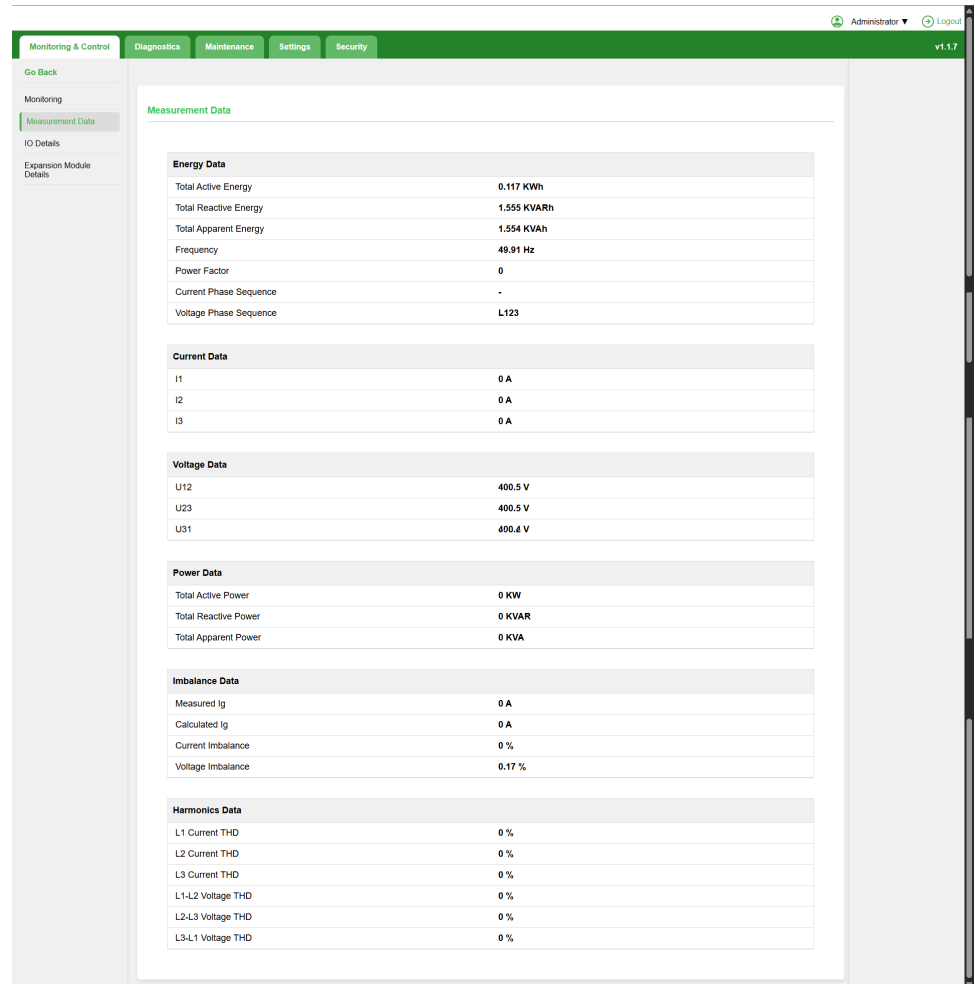 Administrator ▼ Logout
Monitoring & Control Diagnostics Maintenance Settings Security v1.1.7
Go Back
Monitoring
Measurement Data
IO Details
Expansion Module
Details
Measurement Data
Energy Data
Total Active Energy 0.117 KWh
Total Reactive Energy 1.555 KVARh
Total Apparent Energy 1.554 KVAh
Frequency 49.91 Hz
Power Factor 0
Current Phase Sequence -
Voltage Phase Sequence L123
Current Data
I1 0 A
I2 0 A
I3 0 A
Voltage Data
U12 400.5 V
U23 400.5 V
U31 V
Power Data
Total Active Power 0 KW
Total Reactive Power 0 KVAR
Total Apparent Power 0 KVA
Imbalance Data
Measured Ig 0 A
Calculated Ig 0 A
Current Imbalance 0 %
Voltage Imbalance 0.17 %
Harmonics Data
L1 Current THD 0 %
L2 Current THD 0 %
L3 Current THD 0 %
L1-L2 Voltage THD 0 %
L2-L3 Voltage THD 0 %
L3-L1 Voltage THD 0 %